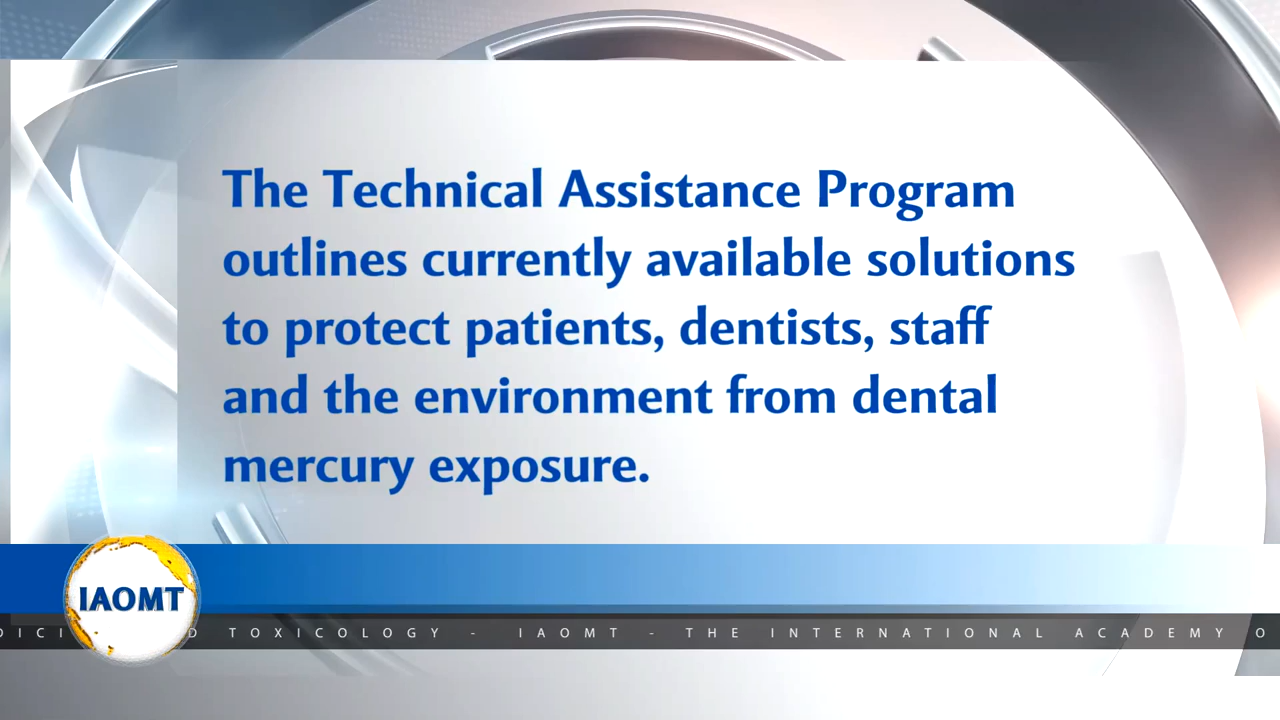 The Technical Assistance Program
outlines currently available solutions
to protect patients, dentists, staff
and the environment from dental
mercury exposure.
IAOMT
TOXICOLOGY - IAOMT - THE INTERNATIONAL ACADEMY